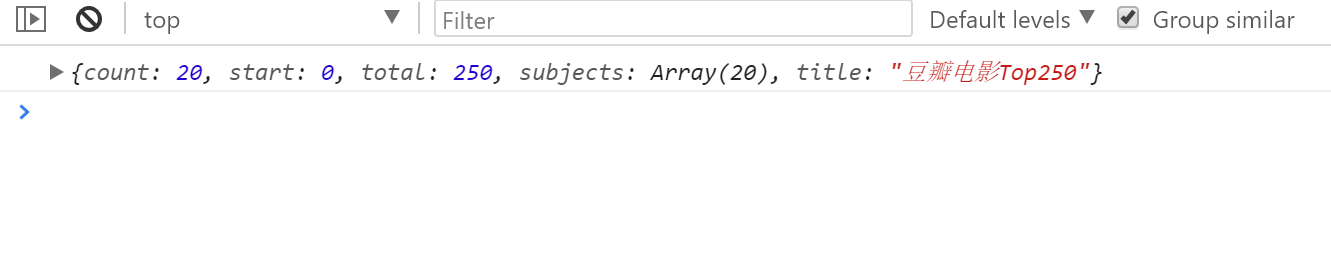 top Filter Default levels Group similar
{count: 20, start: 0, total: 250, subjects: Array(20), title: "豆瓣电影Top250"}